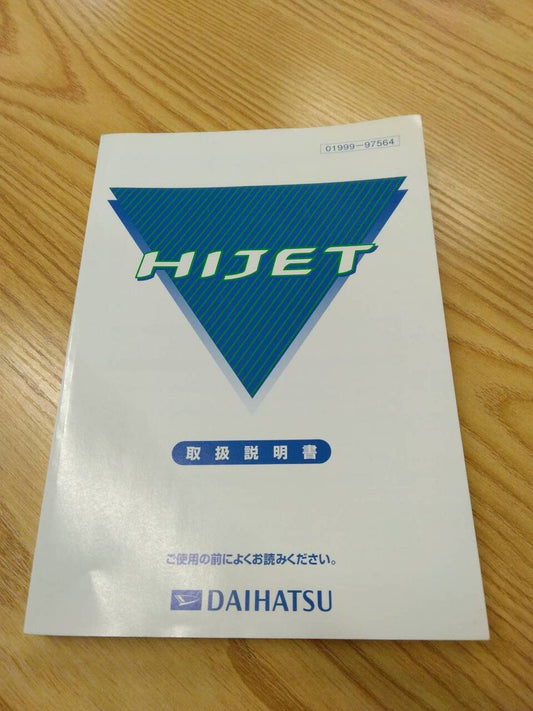 01999-97564
HIJET
取扱説明書
ご使用の前によくお読みください。
DAIHATSU